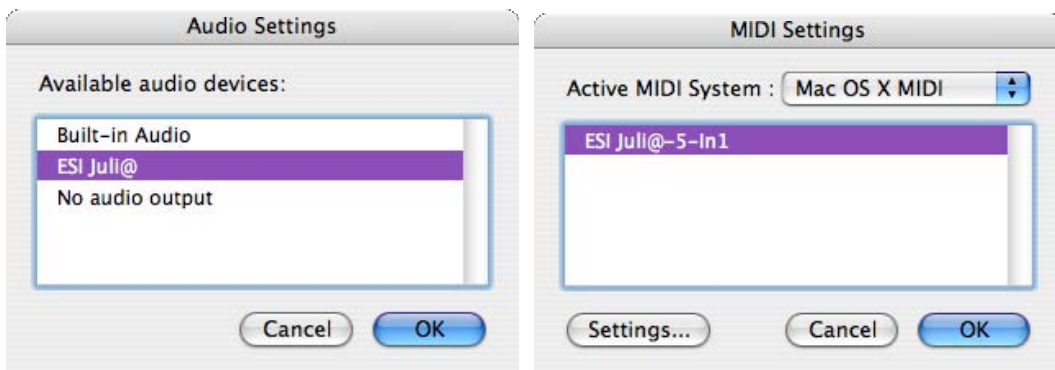 Audio Settings
Available audio devices:
Built-in Audio
ESI Juli@
No audio output
Cancel
OK
MIDI Settings
Active MIDI System : Mac OS X MIDI
ESI Juli@-5-In1
Settings...
Cancel
OK